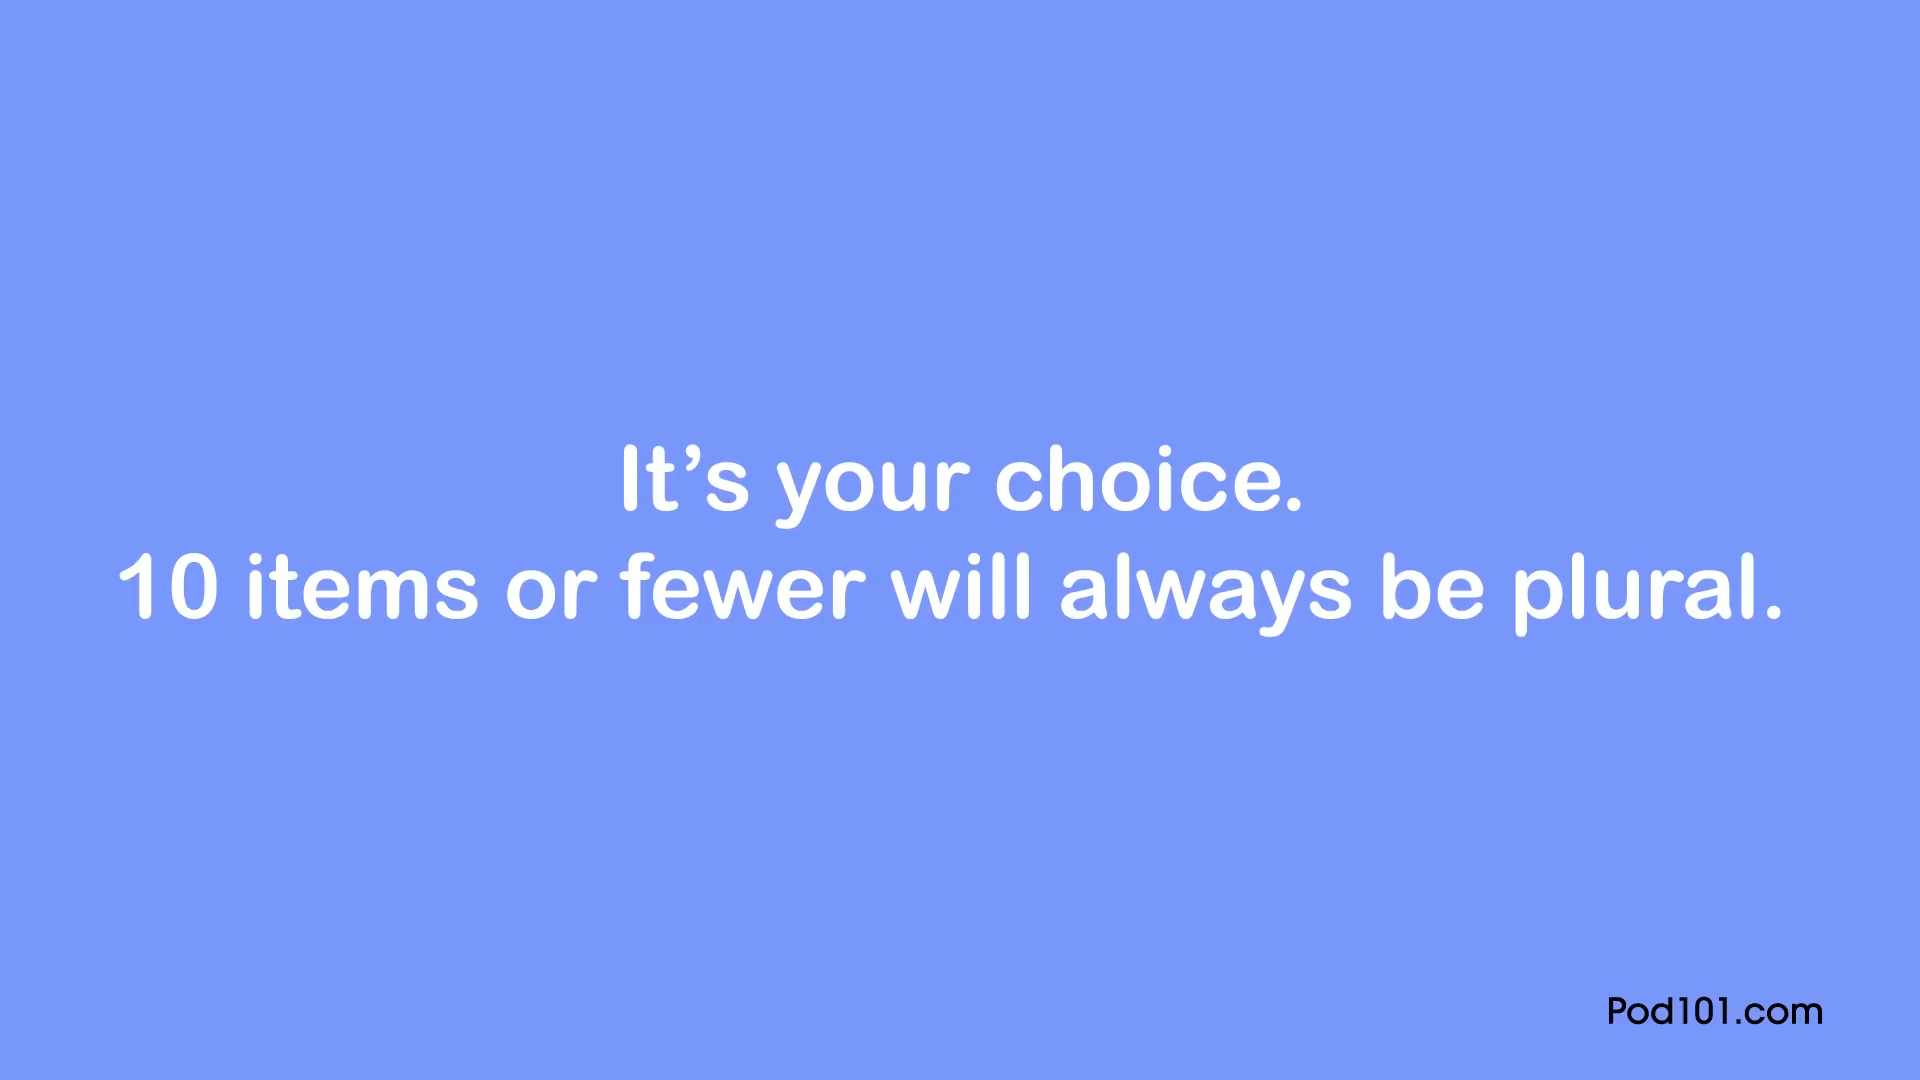 It’s your choice.
10 items or fewer will always be plural.
Pod101.com